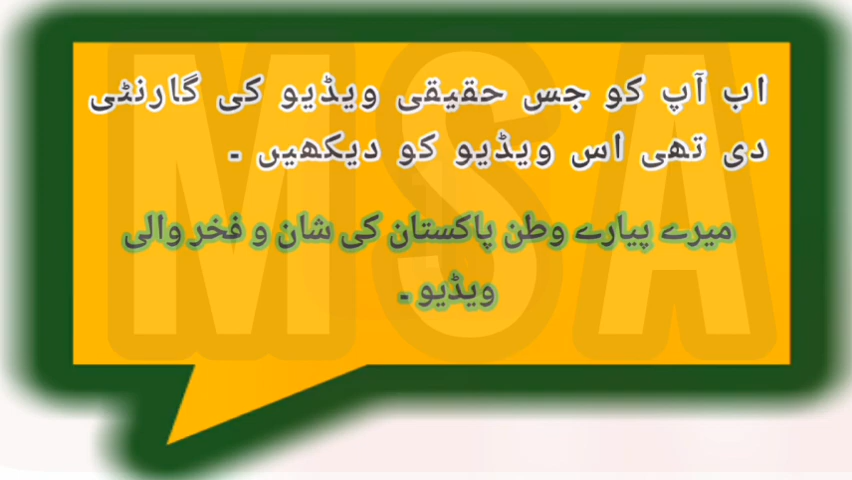 MSA
اب آپ کو جس حقیقی ویڈیو کی گارنٹی
دی تھی اس ویڈیو کو دیکھیں ۔
میرے پیارے وطن پاکستان کی شان و فخر والی
ویڈیو ۔